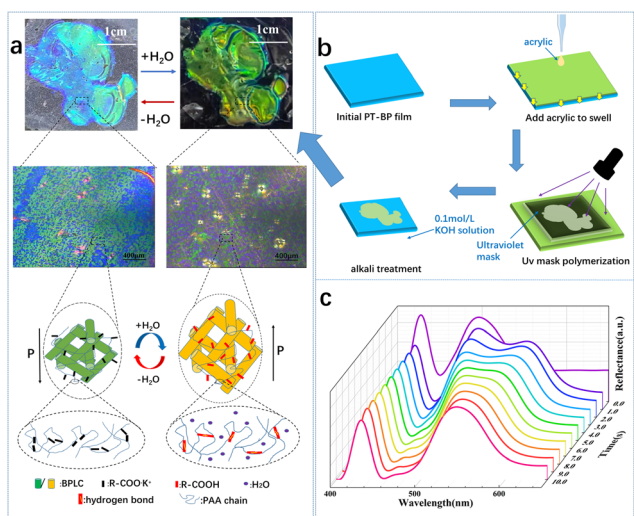 a
1cm
1cm
+H₂O
-H₂O
400μm
400μm
P
+H₂O
-H₂O
P
:BPLC
:R-COO·K⁺
:R-COOH
:H₂O
:hydrogen bond
:PAA chain
b
acrylic
Initial PT-BP film
Add acrylic to swell
0.1mol/L
KOH solution
alkali treatment
Ultraviolet
mask
Uv mask polymerization
c
Reflectance(a.u.)
0.0
1.0
2.0
3.0
4.0
5.0
6.0
7.0
8.0
9.0
10.0
Time(s)
400
500
600
Wavelength(nm)